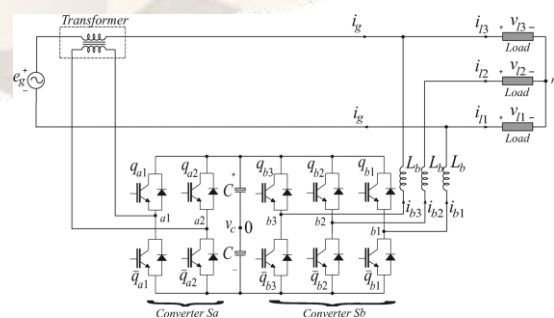 Transformer
i_g
i_l3
+ v_l3 -
Load
i_l2
+ v_l2 -
Load
n
e_g
+
-
i_g
i_l1
+ v_l1 -
Load
q_a1
q_a2
q_b3
q_b2
q_b1
L_b
L_b
L_b
C
+
i_b3
i_b2
i_b1
a1
a2
v_c
0
b3
b2
b1
C
-
q̄_a1
q̄_a2
q̄_b3
q̄_b2
q̄_b1
Converter Sa
Converter Sb